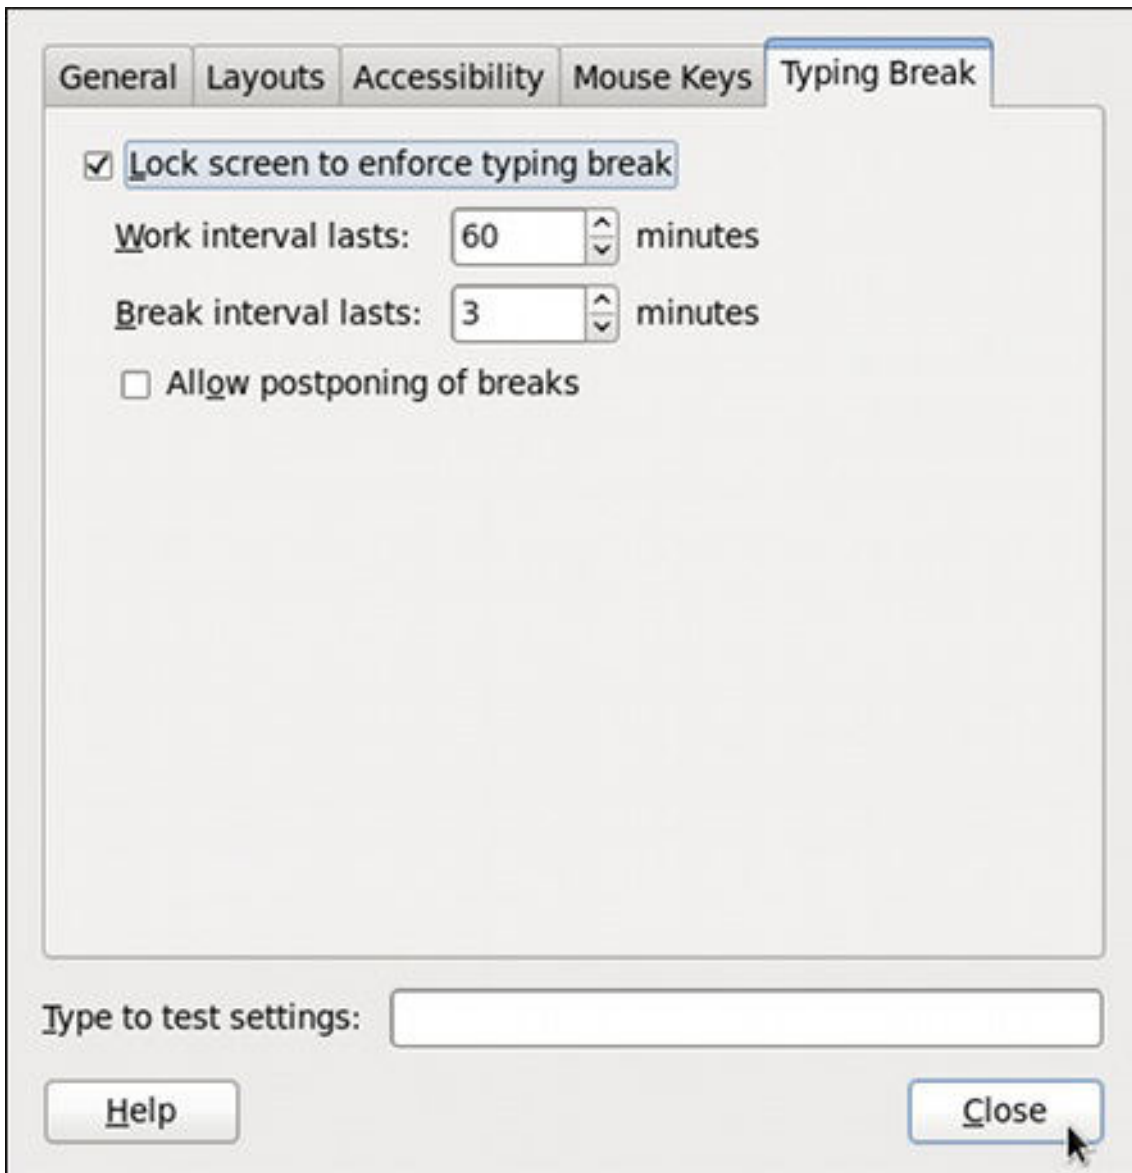 General Layouts Accessibility Mouse Keys Typing Break
Lock screen to enforce typing break
Work interval lasts: 60 minutes
Break interval lasts: 3 minutes
Allow postponing of breaks
Type to test settings:
Help Close